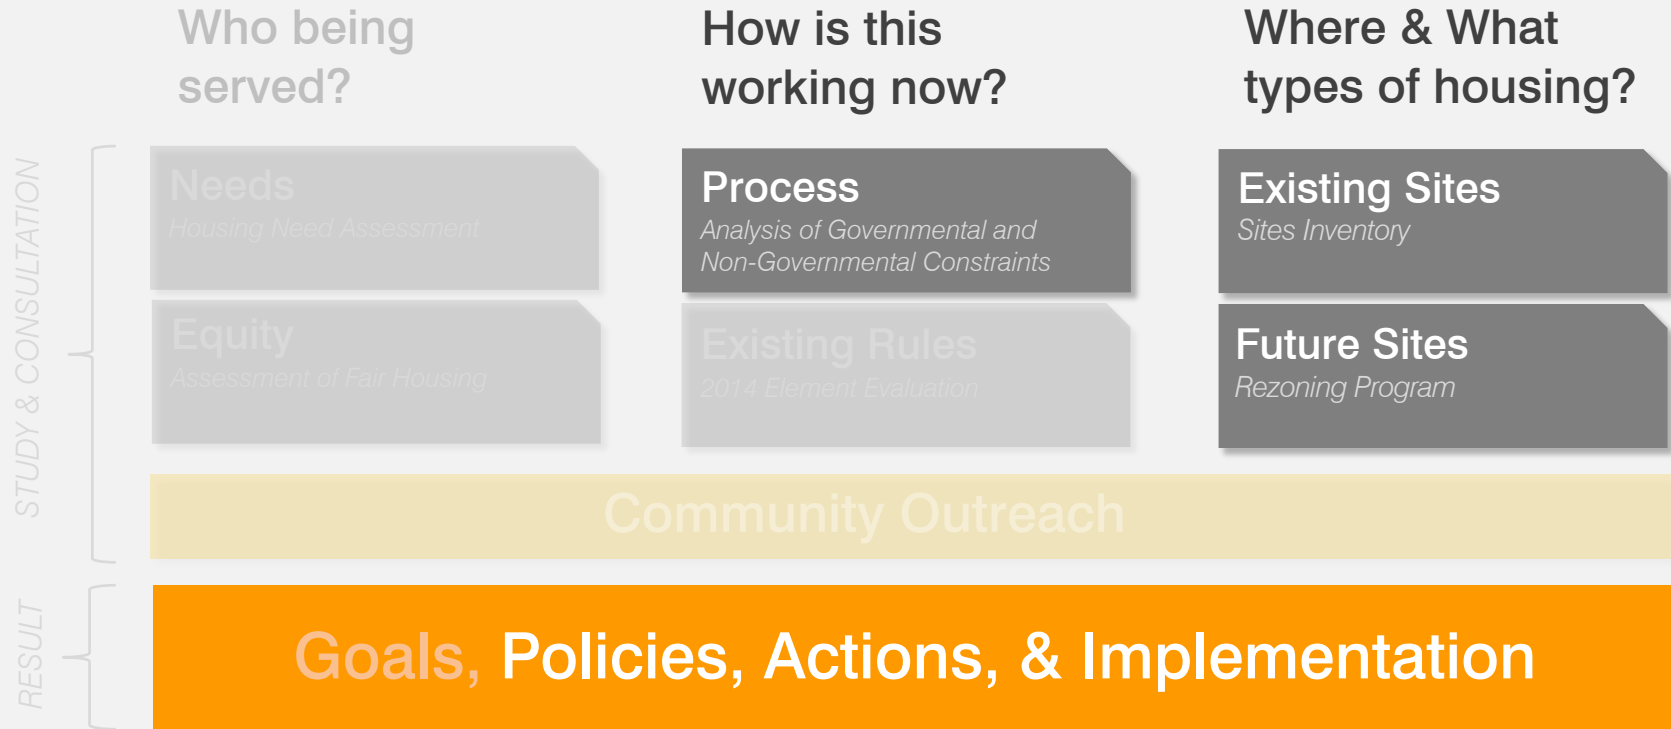 Who being
served?
How is this
working now?
Where & What
types of housing?
STUDY & CONSULTATION
Needs
Housing Need Assessment
Process
Analysis of Governmental and
Non-Governmental Constraints
Existing Sites
Sites Inventory
Equity
Assessment of Fair Housing
Existing Rules
2014 Element Evaluation
Future Sites
Rezoning Program
Community Outreach
RESULT
Goals, Policies, Actions, & Implementation